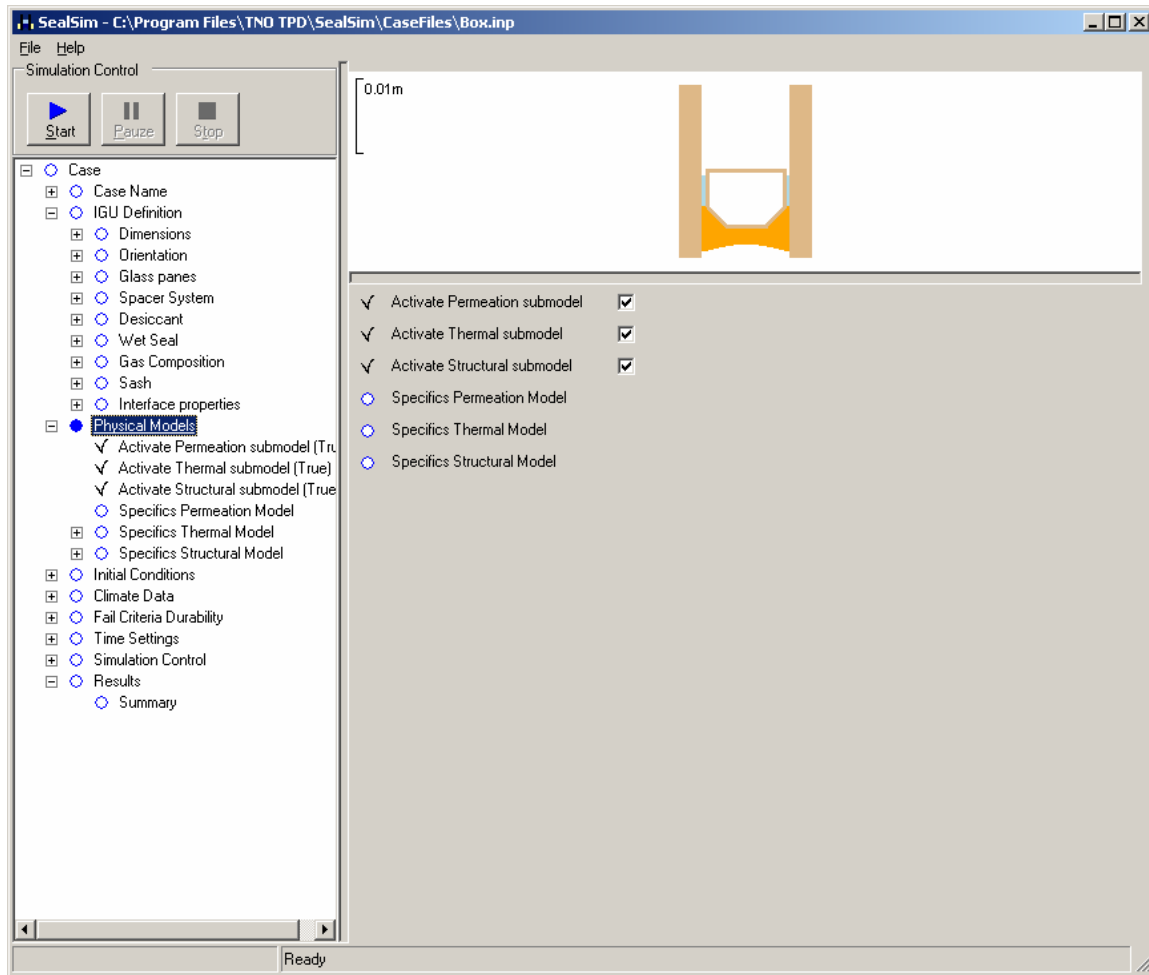 SealSim - C:\Program Files\TNO TPD\SealSim\CaseFiles\Box.inp
File Help
Simulation Control
Start Pauze Stop
0.01m
Case
Case Name
IGU Definition
Dimensions
Orientation
Glass panes
Spacer System
Desiccant
Wet Seal
Gas Composition
Sash
Interface properties
Physical Models
Activate Permeation submodel (Tru
Activate Thermal submodel (True)
Activate Structural submodel (True
Specifics Permeation Model
Specifics Thermal Model
Specifics Structural Model
Initial Conditions
Climate Data
Fail Criteria Durability
Time Settings
Simulation Control
Results
Summary
Activate Permeation submodel
Activate Thermal submodel
Activate Structural submodel
Specifics Permeation Model
Specifics Thermal Model
Specifics Structural Model
Ready